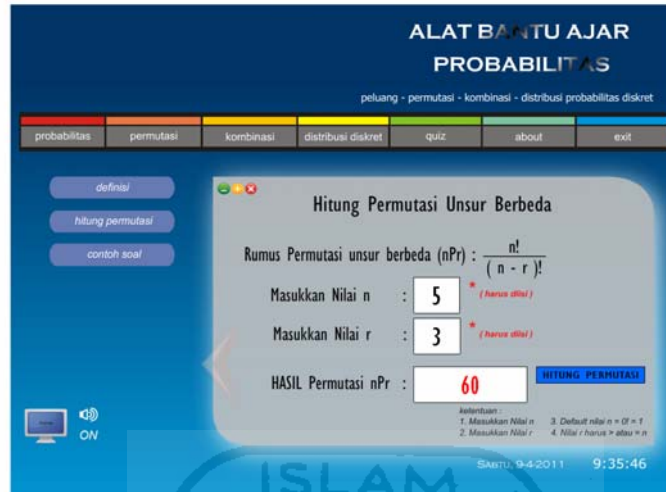 ALAT BANTU AJAR
PROBABILITAS
peluang - permutasi - kombinasi - distribusi probabilitas diskret
probabilitas permutasi kombinasi distribusi diskret quiz about exit
definisi
hitung permutasi
contoh soal
Hitung Permutasi Unsur Berbeda
Rumus Permutasi unsur berbeda (nPr) : n! / ( n - r )!
Masukkan Nilai n : 5 * ( harus diisi )
Masukkan Nilai r : 3 * ( harus diisi )
HASIL Permutasi nPr : 60 HITUNG PERMUTASI
ketentuan :
1. Masukkan Nilai n 3. Default nilai n = 0! = 1
2. Masukkan Nilai r 4. Nilai r harus > atau = n
ON
SABTU, 9-4-2011 9:35:46
ISLAM